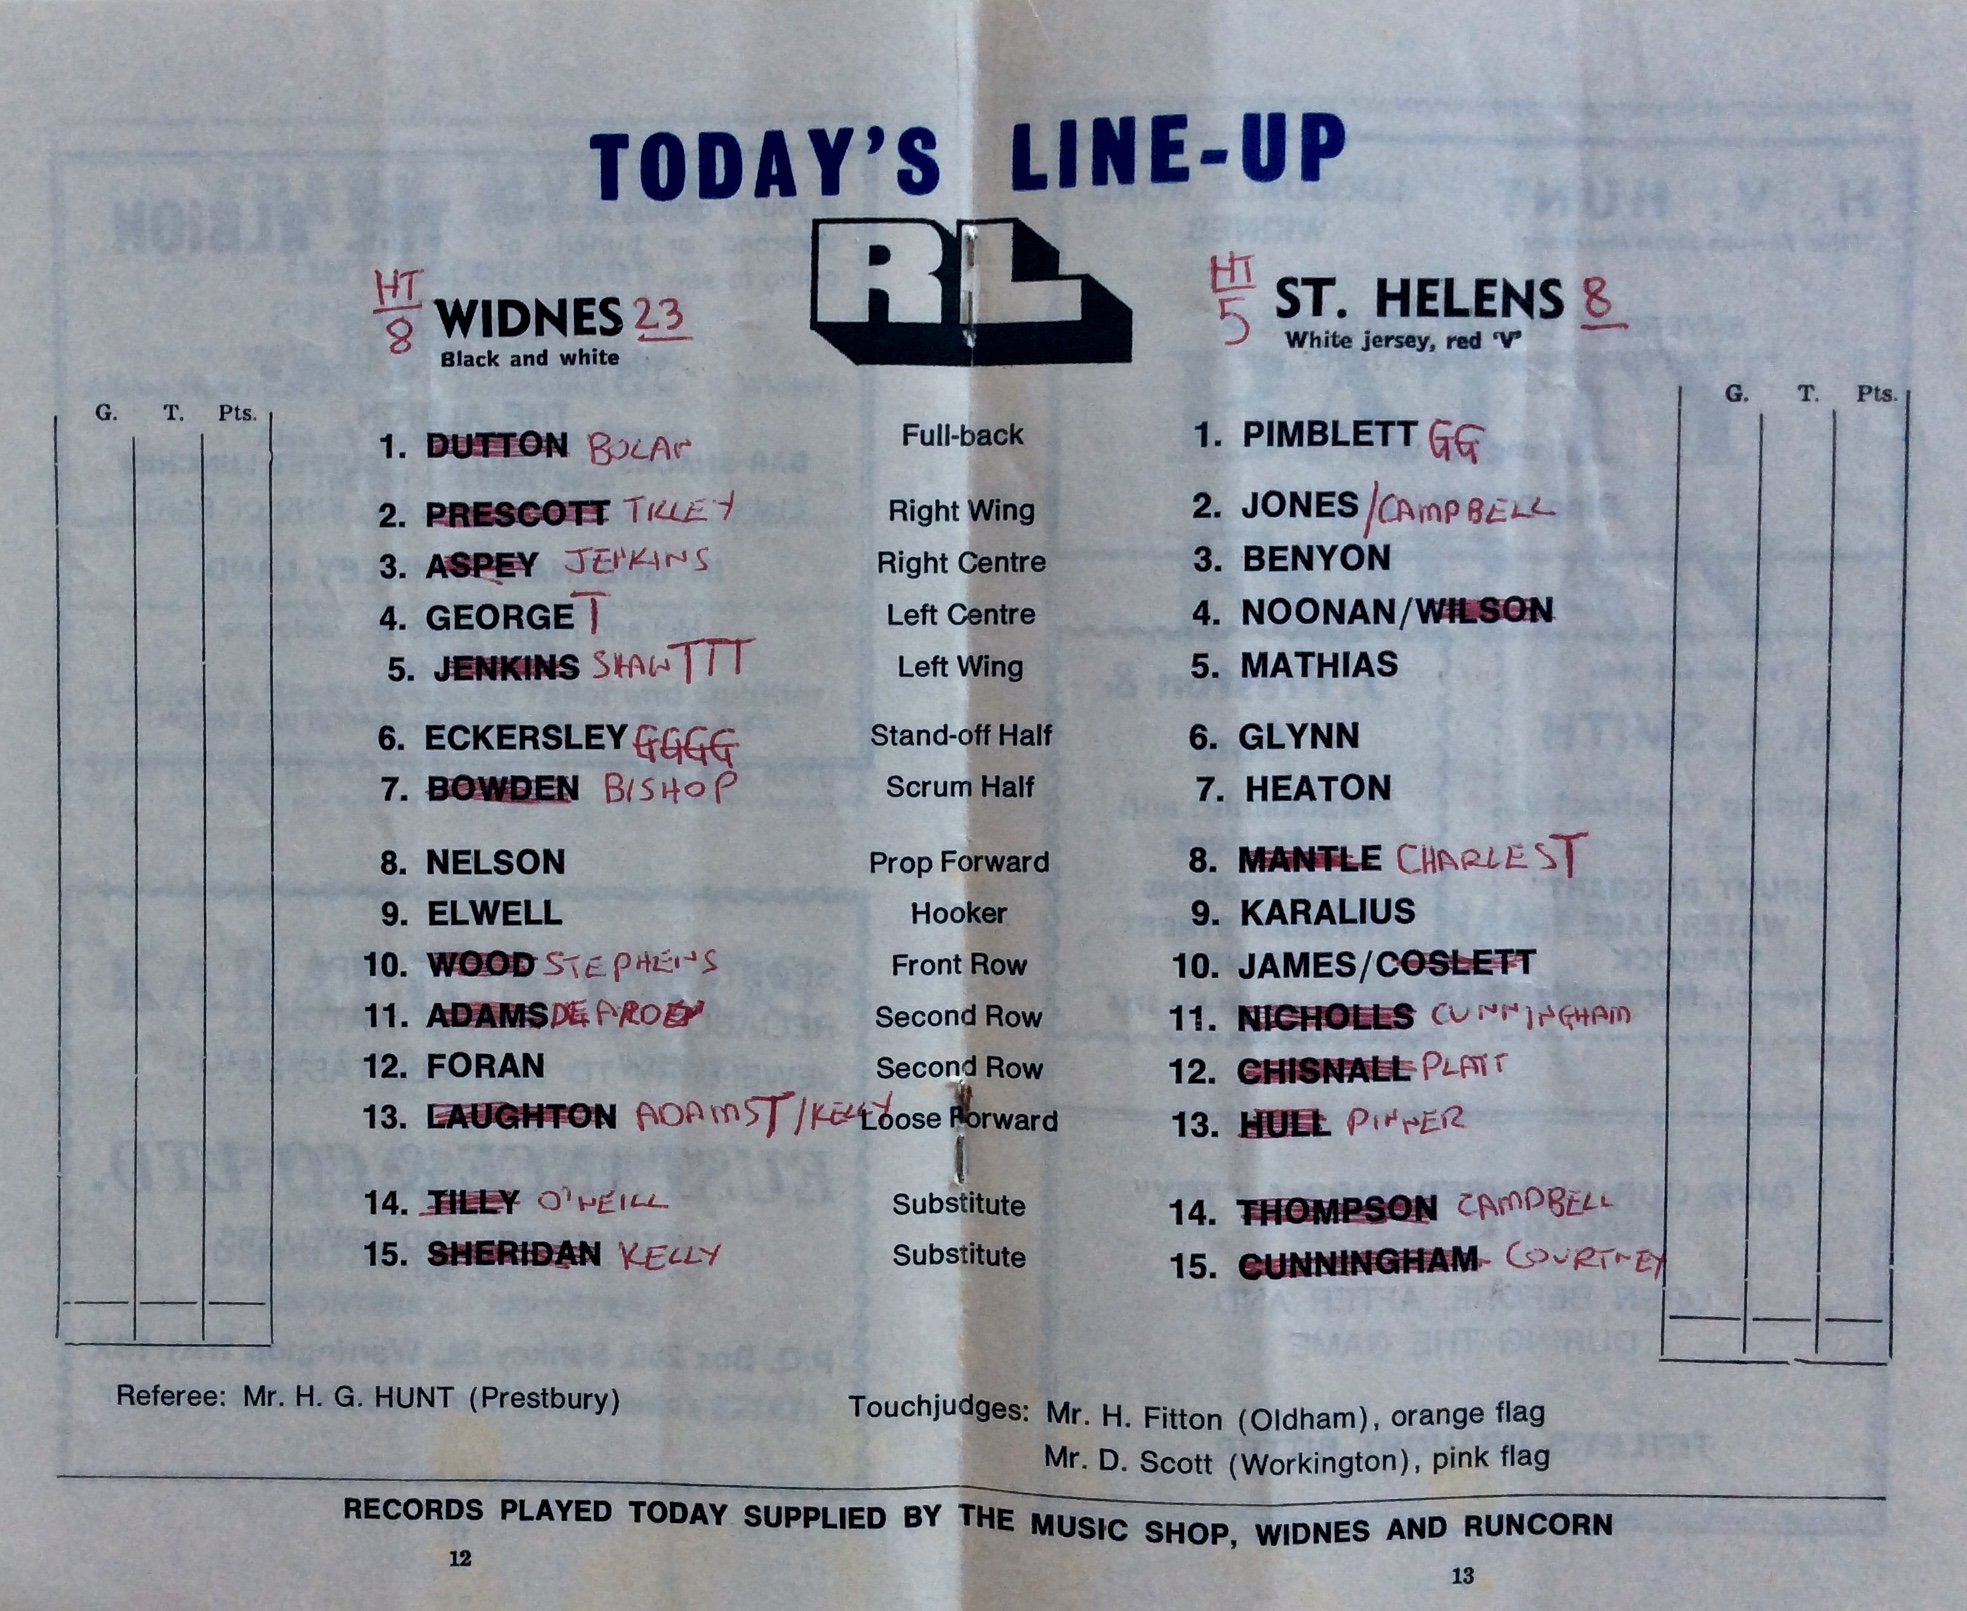 TODAY'S LINE-UP
RL
HT
8 WIDNES 23
Black and white
HT
5 ST. HELENS 8
White jersey, red 'V'
G. T. Pts.
G. T. Pts.
1. DUTTON BOLAN Full-back 1. PIMBLETT GG
2. PRESCOTT TILLEY Right Wing 2. JONES/CAMPBELL
3. ASPEY JENKINS Right Centre 3. BENYON
4. GEORGE T Left Centre 4. NOONAN/WILSON
5. JENKINS SHAW TTT Left Wing 5. MATHIAS
6. ECKERSLEY GGGG Stand-off Half 6. GLYNN
7. BOWDEN BISHOP Scrum Half 7. HEATON
8. NELSON Prop Forward 8. MANTLE CHARLES T
9. ELWELL Hooker 9. KARALIUS
10. WOOD STEPHENS Front Row 10. JAMES/COSLETT
11. ADAMS Second Row 11. NICHOLLS CUNNINGHAM
12. FORAN Second Row 12. CHISNALL PLATT
13. LAUGHTON ADAMS T/KELLY Loose Forward 13. HULL PINNER
14. TILLY O'NEILL Substitute 14. THOMPSON CAMPBELL
15. SHERIDAN KELLY Substitute 15. CUNNINGHAM COURTNEY
Referee: Mr. H. G. HUNT (Prestbury) Touchjudges: Mr. H. Fitton (Oldham), orange flag
Mr. D. Scott (Workington), pink flag
RECORDS PLAYED TODAY SUPPLIED BY THE MUSIC SHOP, WIDNES AND RUNCORN
12
13